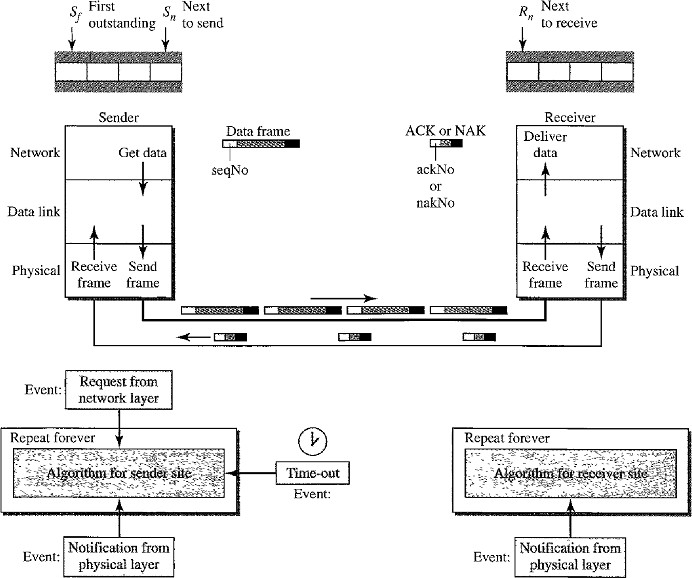 Sf First outstanding
Sn Next to send
Rn Next to receive
Sender
Receiver
Data frame
seqNo
ACK or NAK
ackNo
or
nakNo
Network
Data link
Physical
Get data
Receive frame
Send frame
Deliver data
Receive frame
Send frame
Network
Data link
Physical
Event:
Request from
network layer
Repeat forever
Algorithm for sender site
Time-out
Event:
Event:
Notification from
physical layer
Repeat forever
Algorithm for receiver site
Event:
Notification from
physical layer